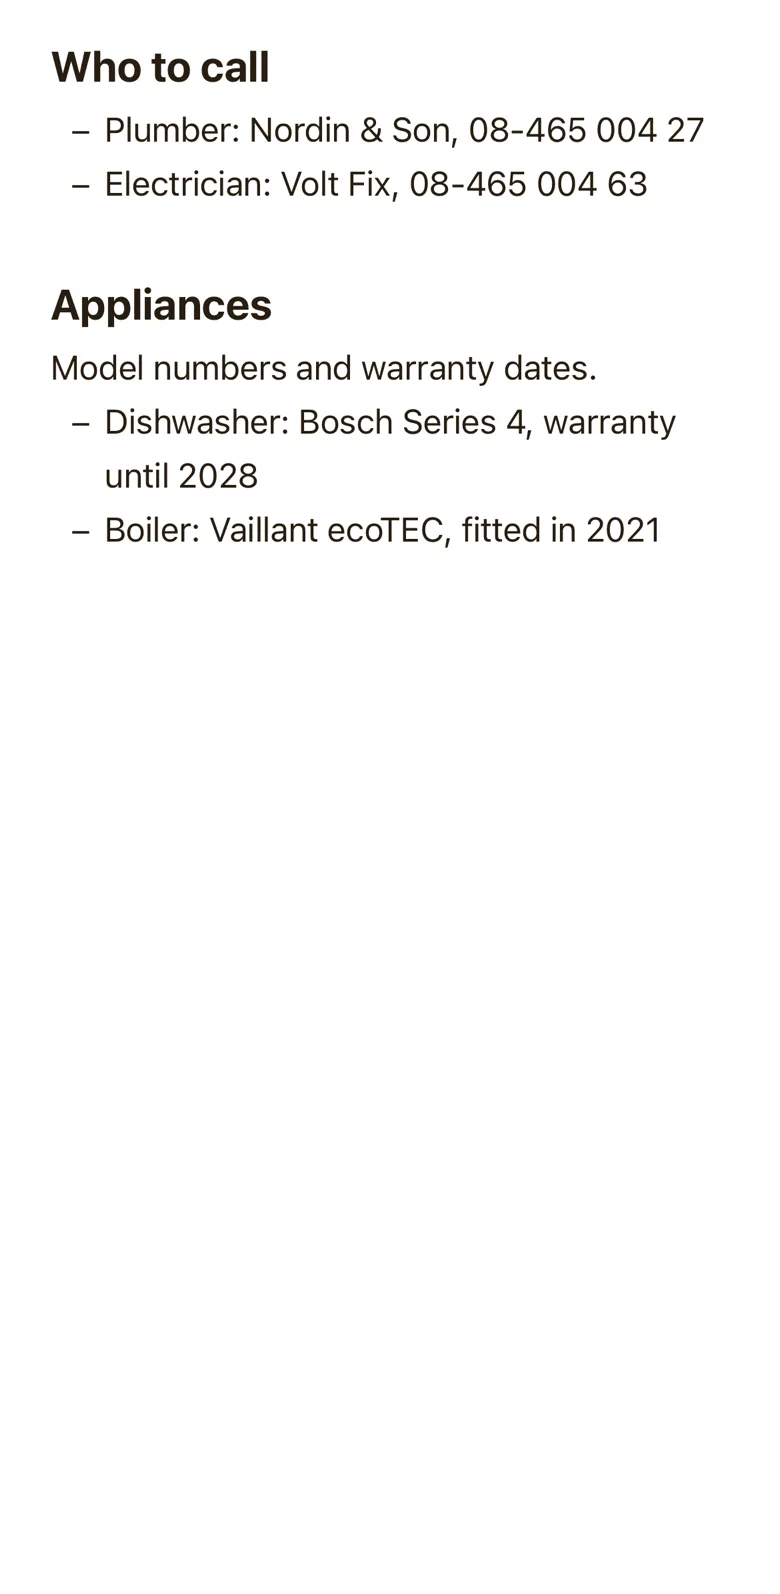 Who to call
– Plumber: Nordin & Son, 08-465 004 27
– Electrician: Volt Fix, 08-465 004 63
Appliances
Model numbers and warranty dates.
– Dishwasher: Bosch Series 4, warranty
until 2028
– Boiler: Vaillant ecoTEC, fitted in 2021